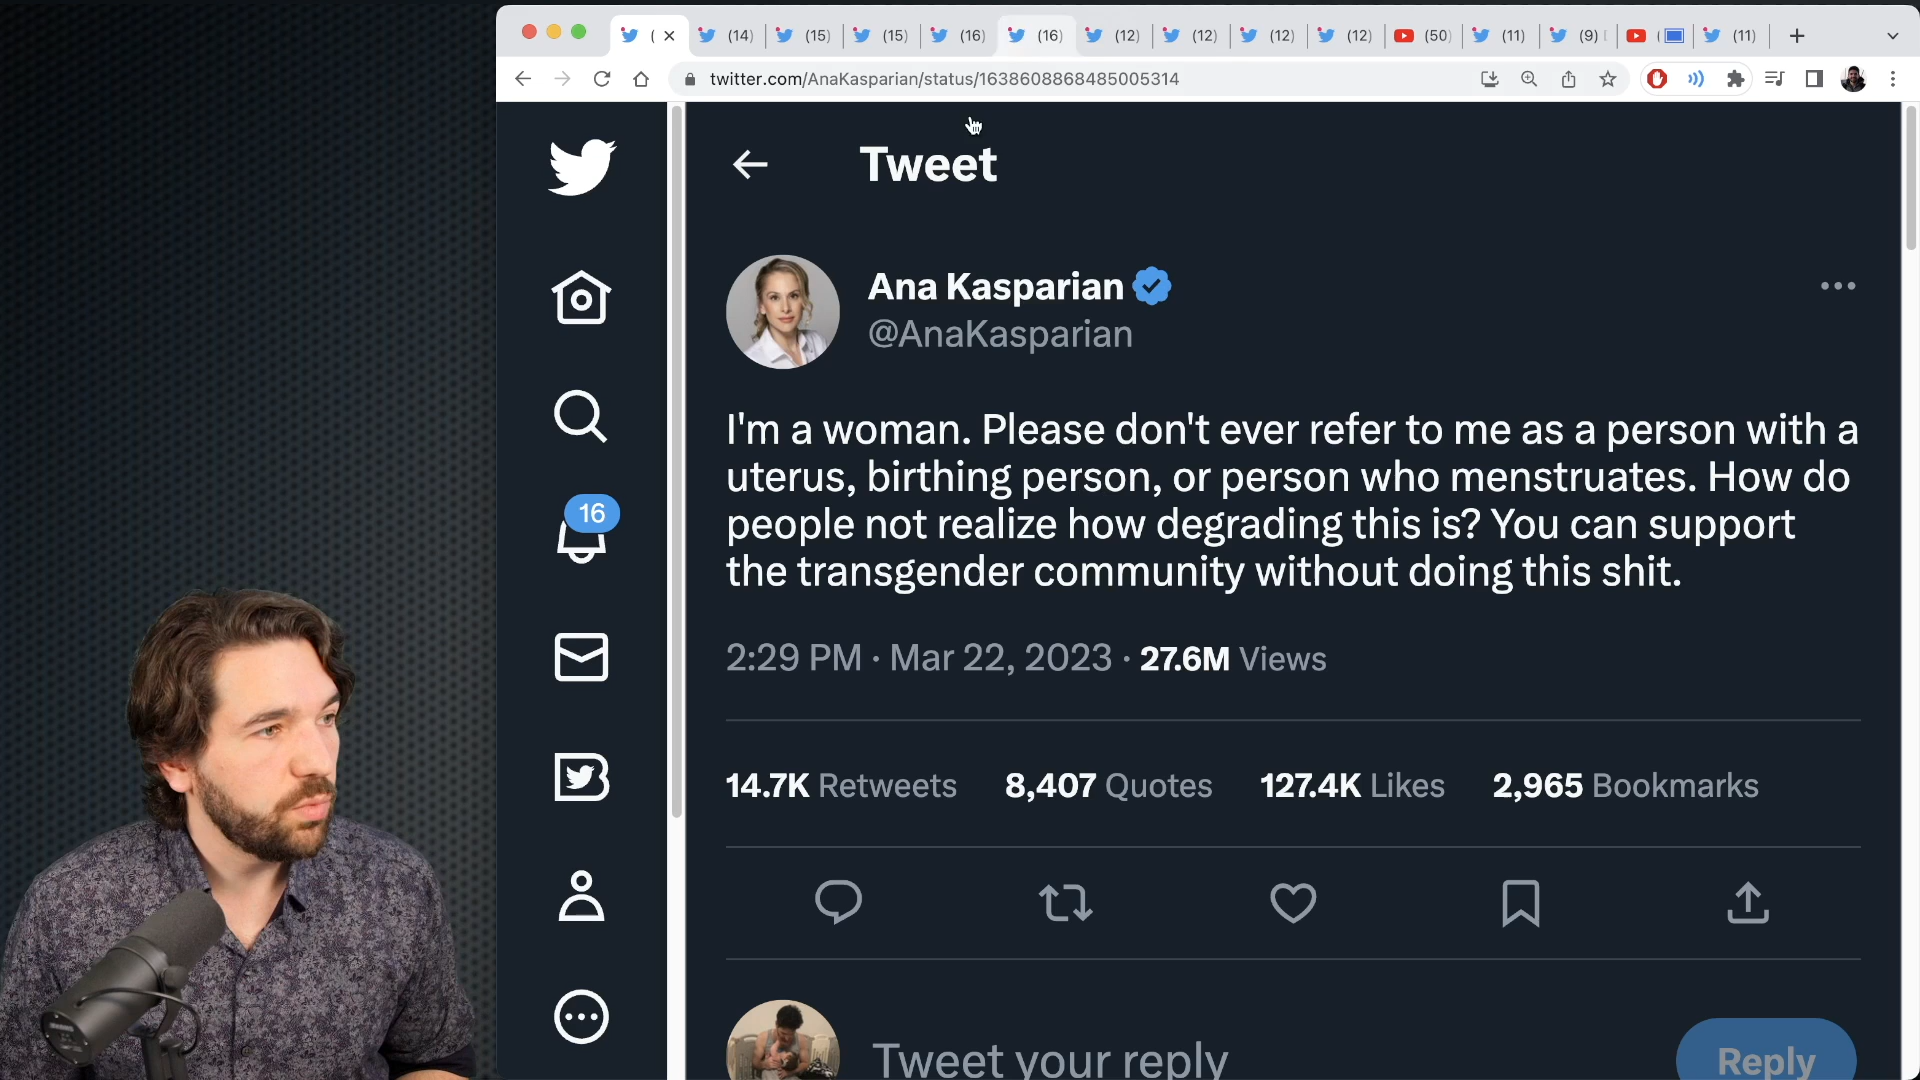 ( (14) (15) (15) (16) (16) (12) (12) (12) (12) (50) (11) (9) ( (11)
twitter.com/AnaKasparian/status/1638608868485005314
Tweet
Ana Kasparian
@AnaKasparian
I'm a woman. Please don't ever refer to me as a person with a
uterus, birthing person, or person who menstruates. How do
people not realize how degrading this is? You can support
the transgender community without doing this shit.
2:29 PM · Mar 22, 2023 · 27.6M Views
14.7K Retweets 8,407 Quotes 127.4K Likes 2,965 Bookmarks
16
Tweet your reply
Reply